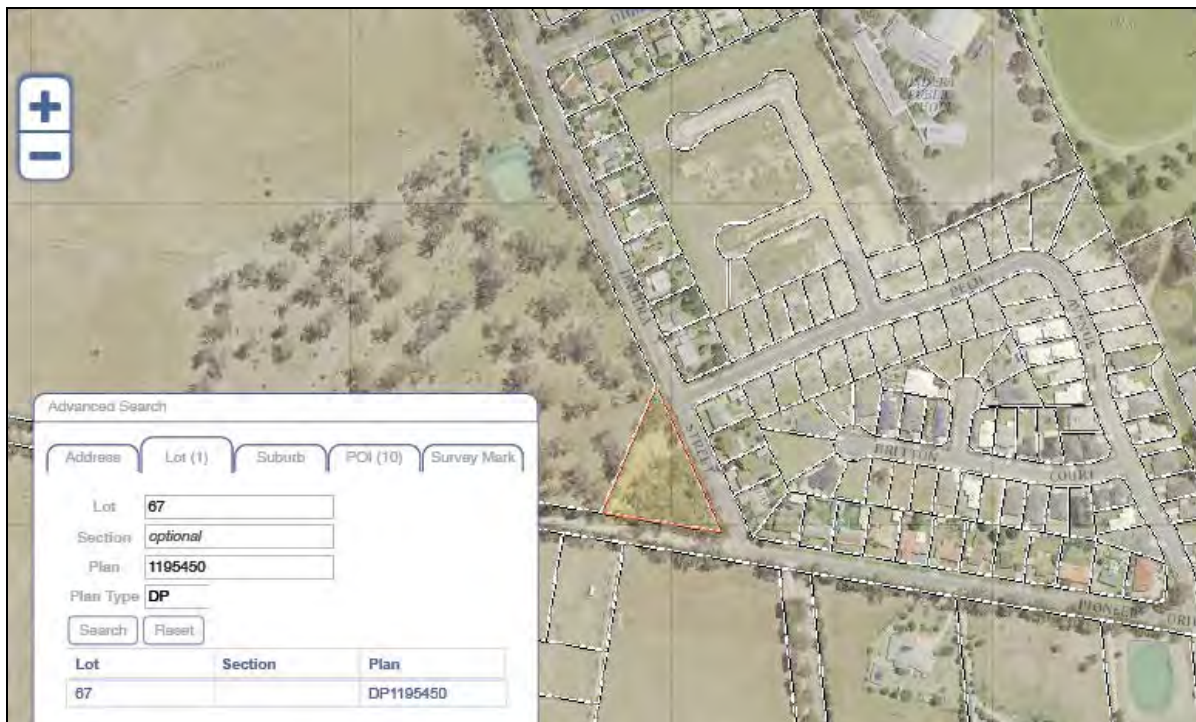 +
−
PUBLIC
STREET
AVENUE
BRITTON
COURT
PIONEER
Advanced Search
Address
Lot (1)
Suburb
POI (10)
Survey Mark
Lot
67
Section
optional
Plan
1195450
Plan Type
DP
Search
Reset
Lot
Section
Plan
67
DP1195450